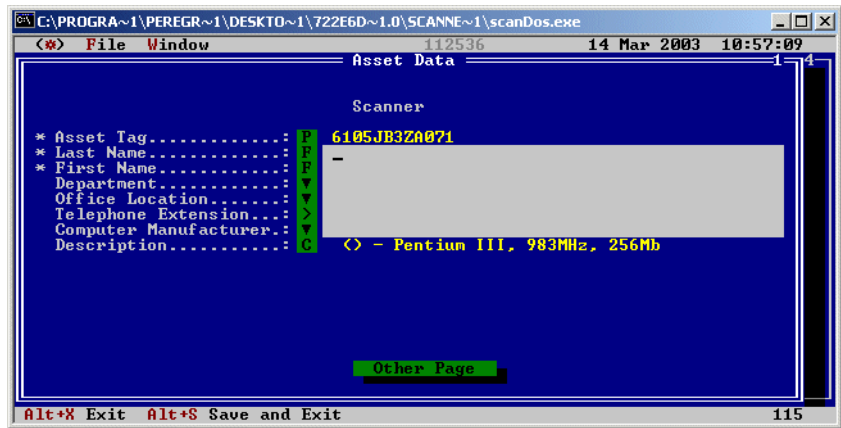 C:\PROGRA~1\PEREGR~1\DESKTO~1\722E6D~1.0\SCANNE~1\scanDos.exe
(*) File Window 112536 14 Mar 2003 10:57:09
Asset Data 1 4
Scanner
* Asset Tag.............: P 6105JB3ZA071
* Last Name.............: F
* First Name............: F
Department............: ▼
Office Location.......: ▼
Telephone Extension...: >
Computer Manufacturer.: ▼
Description...........: C <> - Pentium III, 983MHz, 256Mb
Other Page
Alt+X Exit Alt+S Save and Exit 115